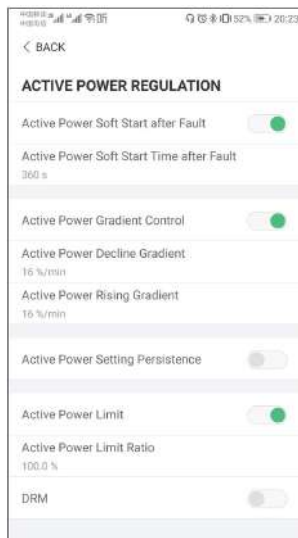 52% 20:23
< BACK
ACTIVE POWER REGULATION
Active Power Soft Start after Fault
Active Power Soft Start Time after Fault
360 s
Active Power Gradient Control
Active Power Decline Gradient
16 %/min
Active Power Rising Gradient
16 %/min
Active Power Setting Persistence
Active Power Limit
Active Power Limit Ratio
100.0 %
DRM